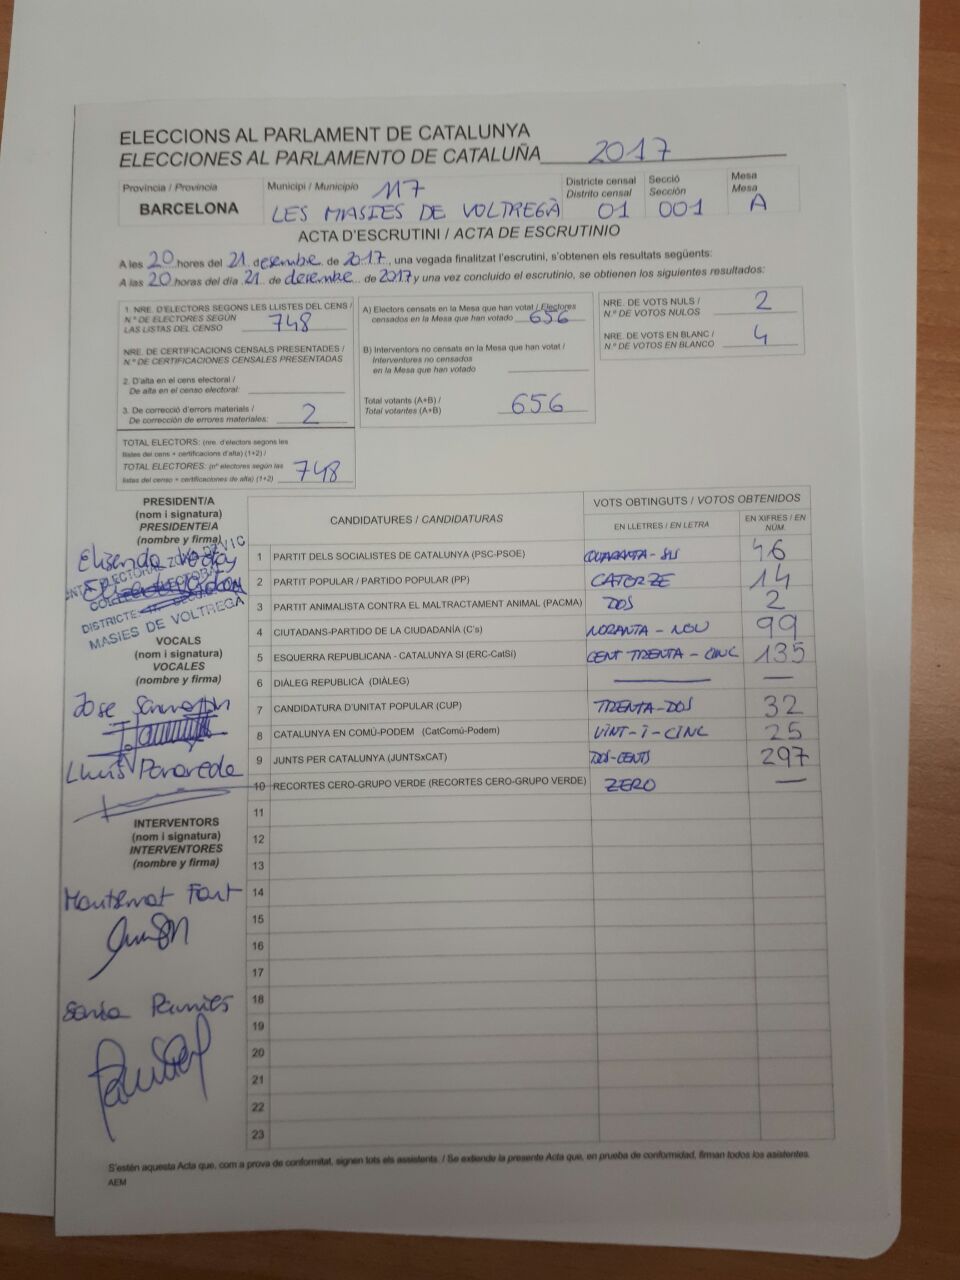 ELECCIONS AL PARLAMENT DE CATALUNYA
ELECCIONES AL PARLAMENTO DE CATALUÑA 2017
Provincia / Provincia
BARCELONA
Municipi / Municipio 117
LES MASIES DE VOLTREGÀ
Districte censal
Distrito censal
01
Secció
Sección
001
Mesa
Mesa
A
ACTA D'ESCRUTINI / ACTA DE ESCRUTINIO
A les 20 hores del 21 desembre de 2017, una vegada finalitzat l'escrutini, s'obtenen els resultats següents:
A las 20 horas del día 21 de desembre de 2017 y una vez concluido el escrutinio, se obtienen los siguientes resultados:
1. NRE. D'ELECTORS SEGONS LES LLISTES DEL CENS /
N.º DE ELECTORES SEGÚN
LAS LISTAS DEL CENSO 748
NRE. DE CERTIFICACIONS CENSALS PRESENTADES /
N.º DE CERTIFICACIONES CENSALES PRESENTADAS
2. D'alta en el cens electoral /
De alta en el censo electoral:
3. De correcció d'errors materials /
De corrección de errores materiales: 2
TOTAL ELECTORS: (nre. d'electors segons les
llistes del cens + certificacions d'alta) (1+2) /
TOTAL ELECTORES: (nº electores según las
listas del censo + certificaciones de alta) (1+2) 748
A) Electors censats en la Mesa que han votat / Electores
censados en la Mesa que han votado 656
B) Interventors no censats en la Mesa que han votat /
Interventores no censados
en la Mesa que han votado
Total votants (A+B) /
Total votantes (A+B) 656
NRE. DE VOTS NULS /
N.º DE VOTOS NULOS 2
NRE. DE VOTS EN BLANC /
N.º DE VOTOS EN BLANCO 4
PRESIDENT/A
(nom i signatura)
PRESIDENTE/A
(nombre y firma)
Elisenda
ELECTORAL ZONA DE VIC
COL·LEGI ELECTORAL
DISTRICTE
MASIES DE VOLTREGA
VOCALS
(nom i signatura)
VOCALES
(nombre y firma)
Jose
Lluís
INTERVENTORS
(nom i signatura)
INTERVENTORES
(nombre y firma)
Montserrat Font
Sonia Ramies
CANDIDATURES / CANDIDATURAS
VOTS OBTINGUTS / VOTOS OBTENIDOS
EN LLETRES / EN LETRA
EN XIFRES / EN
NÚM.
1 PARTIT DELS SOCIALISTES DE CATALUNYA (PSC-PSOE) QUARANTA-SIS 46
2 PARTIT POPULAR / PARTIDO POPULAR (PP) CATORZE 14
3 PARTIT ANIMALISTA CONTRA EL MALTRACTAMENT ANIMAL (PACMA) DOS 2
4 CIUTADANS-PARTIDO DE LA CIUDADANÍA (C's) NORANTA-NOU 99
5 ESQUERRA REPUBLICANA - CATALUNYA SI (ERC-CatSí) CENT TRENTA-CINC 135
6 DIÀLEG REPUBLICÀ (DIÀLEG) — —
7 CANDIDATURA D'UNITAT POPULAR (CUP) TRENTA-DOS 32
8 CATALUNYA EN COMÚ-PODEM (CatComú-Podem) VINT-I-CINC 25
9 JUNTS PER CATALUNYA (JUNTSxCAT) DOS-CENTS 297
10 RECORTES CERO-GRUPO VERDE (RECORTES CERO-GRUPO VERDE) ZERO —
11
12
13
14
15
16
17
18
19
20
21
22
23
S'estén aquesta Acta que, com a prova de conformitat, signen tots els assistents. / Se extiende la presente Acta que, en prueba de conformidad, firman todos los asistentes.
AEM